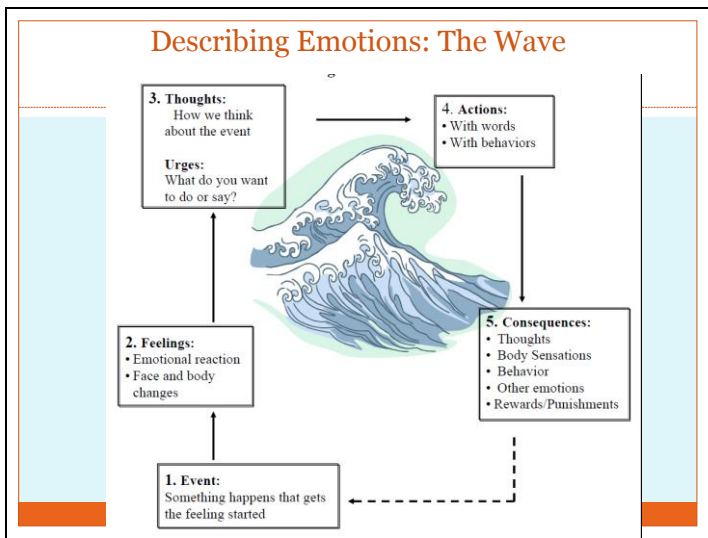 Describing Emotions: The Wave
3. Thoughts:
How we think
about the event
Urges:
What do you want
to do or say?
4. Actions:
• With words
• With behaviors
2. Feelings:
• Emotional reaction
• Face and body
changes
5. Consequences:
• Thoughts
• Body Sensations
• Behavior
• Other emotions
• Rewards/Punishments
1. Event:
Something happens that gets
the feeling started